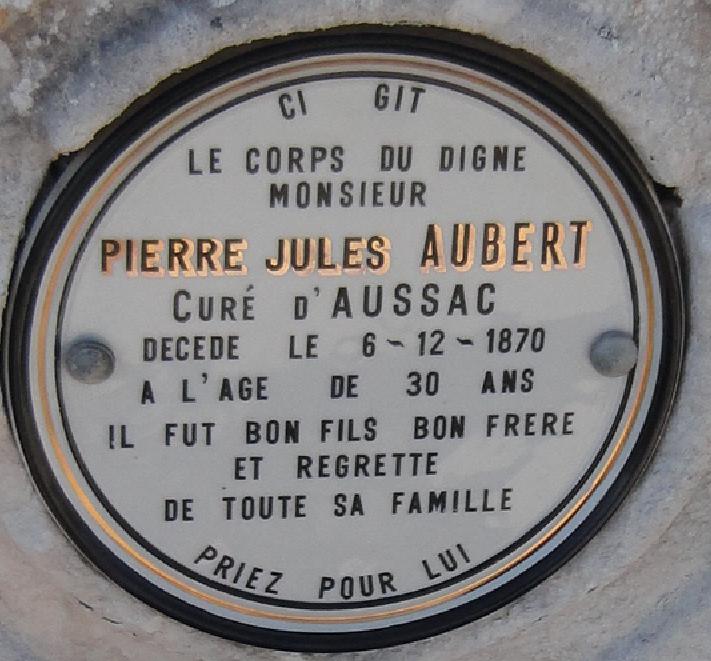 CI GIT
LE CORPS DU DIGNE
MONSIEUR
PIERRE JULES AUBERT
CURÉ D'AUSSAC
DECEDE LE 6-12-1870
A L'AGE DE 30 ANS
IL FUT BON FILS BON FRERE
ET REGRETTE
DE TOUTE SA FAMILLE
PRIEZ POUR LUI